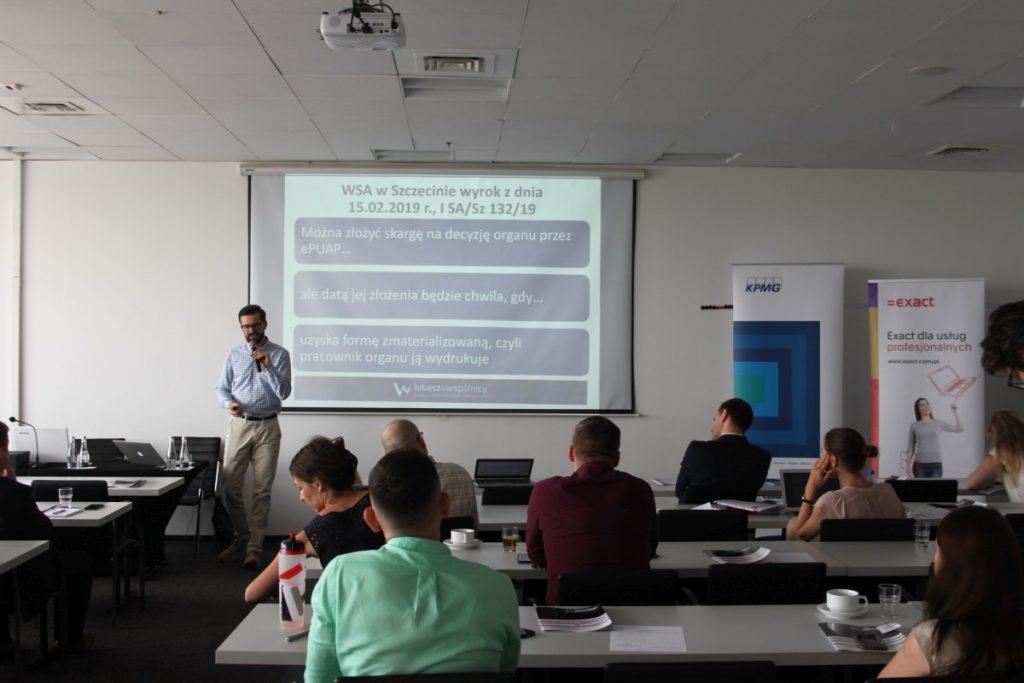 WSA w Szczecinie wyrok z dnia
15.02.2019 r., I SA/Sz 132/19
Można złożyć skargę na decyzję organu przez
ePUAP…
ale datą jej złożenia będzie chwila, gdy…
uzyska formę zmaterializowaną, czyli
pracownik organu ją wydrukuje
lubasziwspólnicy
KPMG
=exact
Exact dla usług
profesjonalnych
www.exact.com/pl